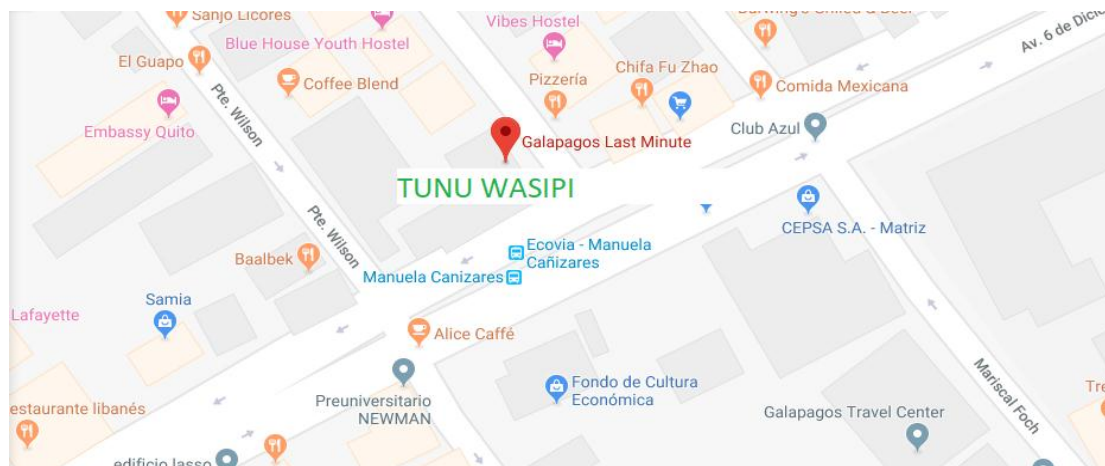 Sanjo Licores
Vibes Hostel
Blue House Youth Hostel
Av. 6 de Dicie
El Guapo
Coffee Blend
Pizzería
Chifa Fu Zhao
Comida Mexicana
Embassy Quito
Pte. Wilson
Galapagos Last Minute
Club Azul
TUNU WASIPI
Pte. Wilson
CEPSA S.A. - Matriz
Baalbek
Ecovia - Manuela
Cañizares
Manuela Canizares
Samia
Lafayette
Alice Caffé
Mariscal Foch
Preuniversitario
NEWMAN
Fondo de Cultura
Económica
Galapagos Travel Center
Tre
estaurante libanés
edificio lasso